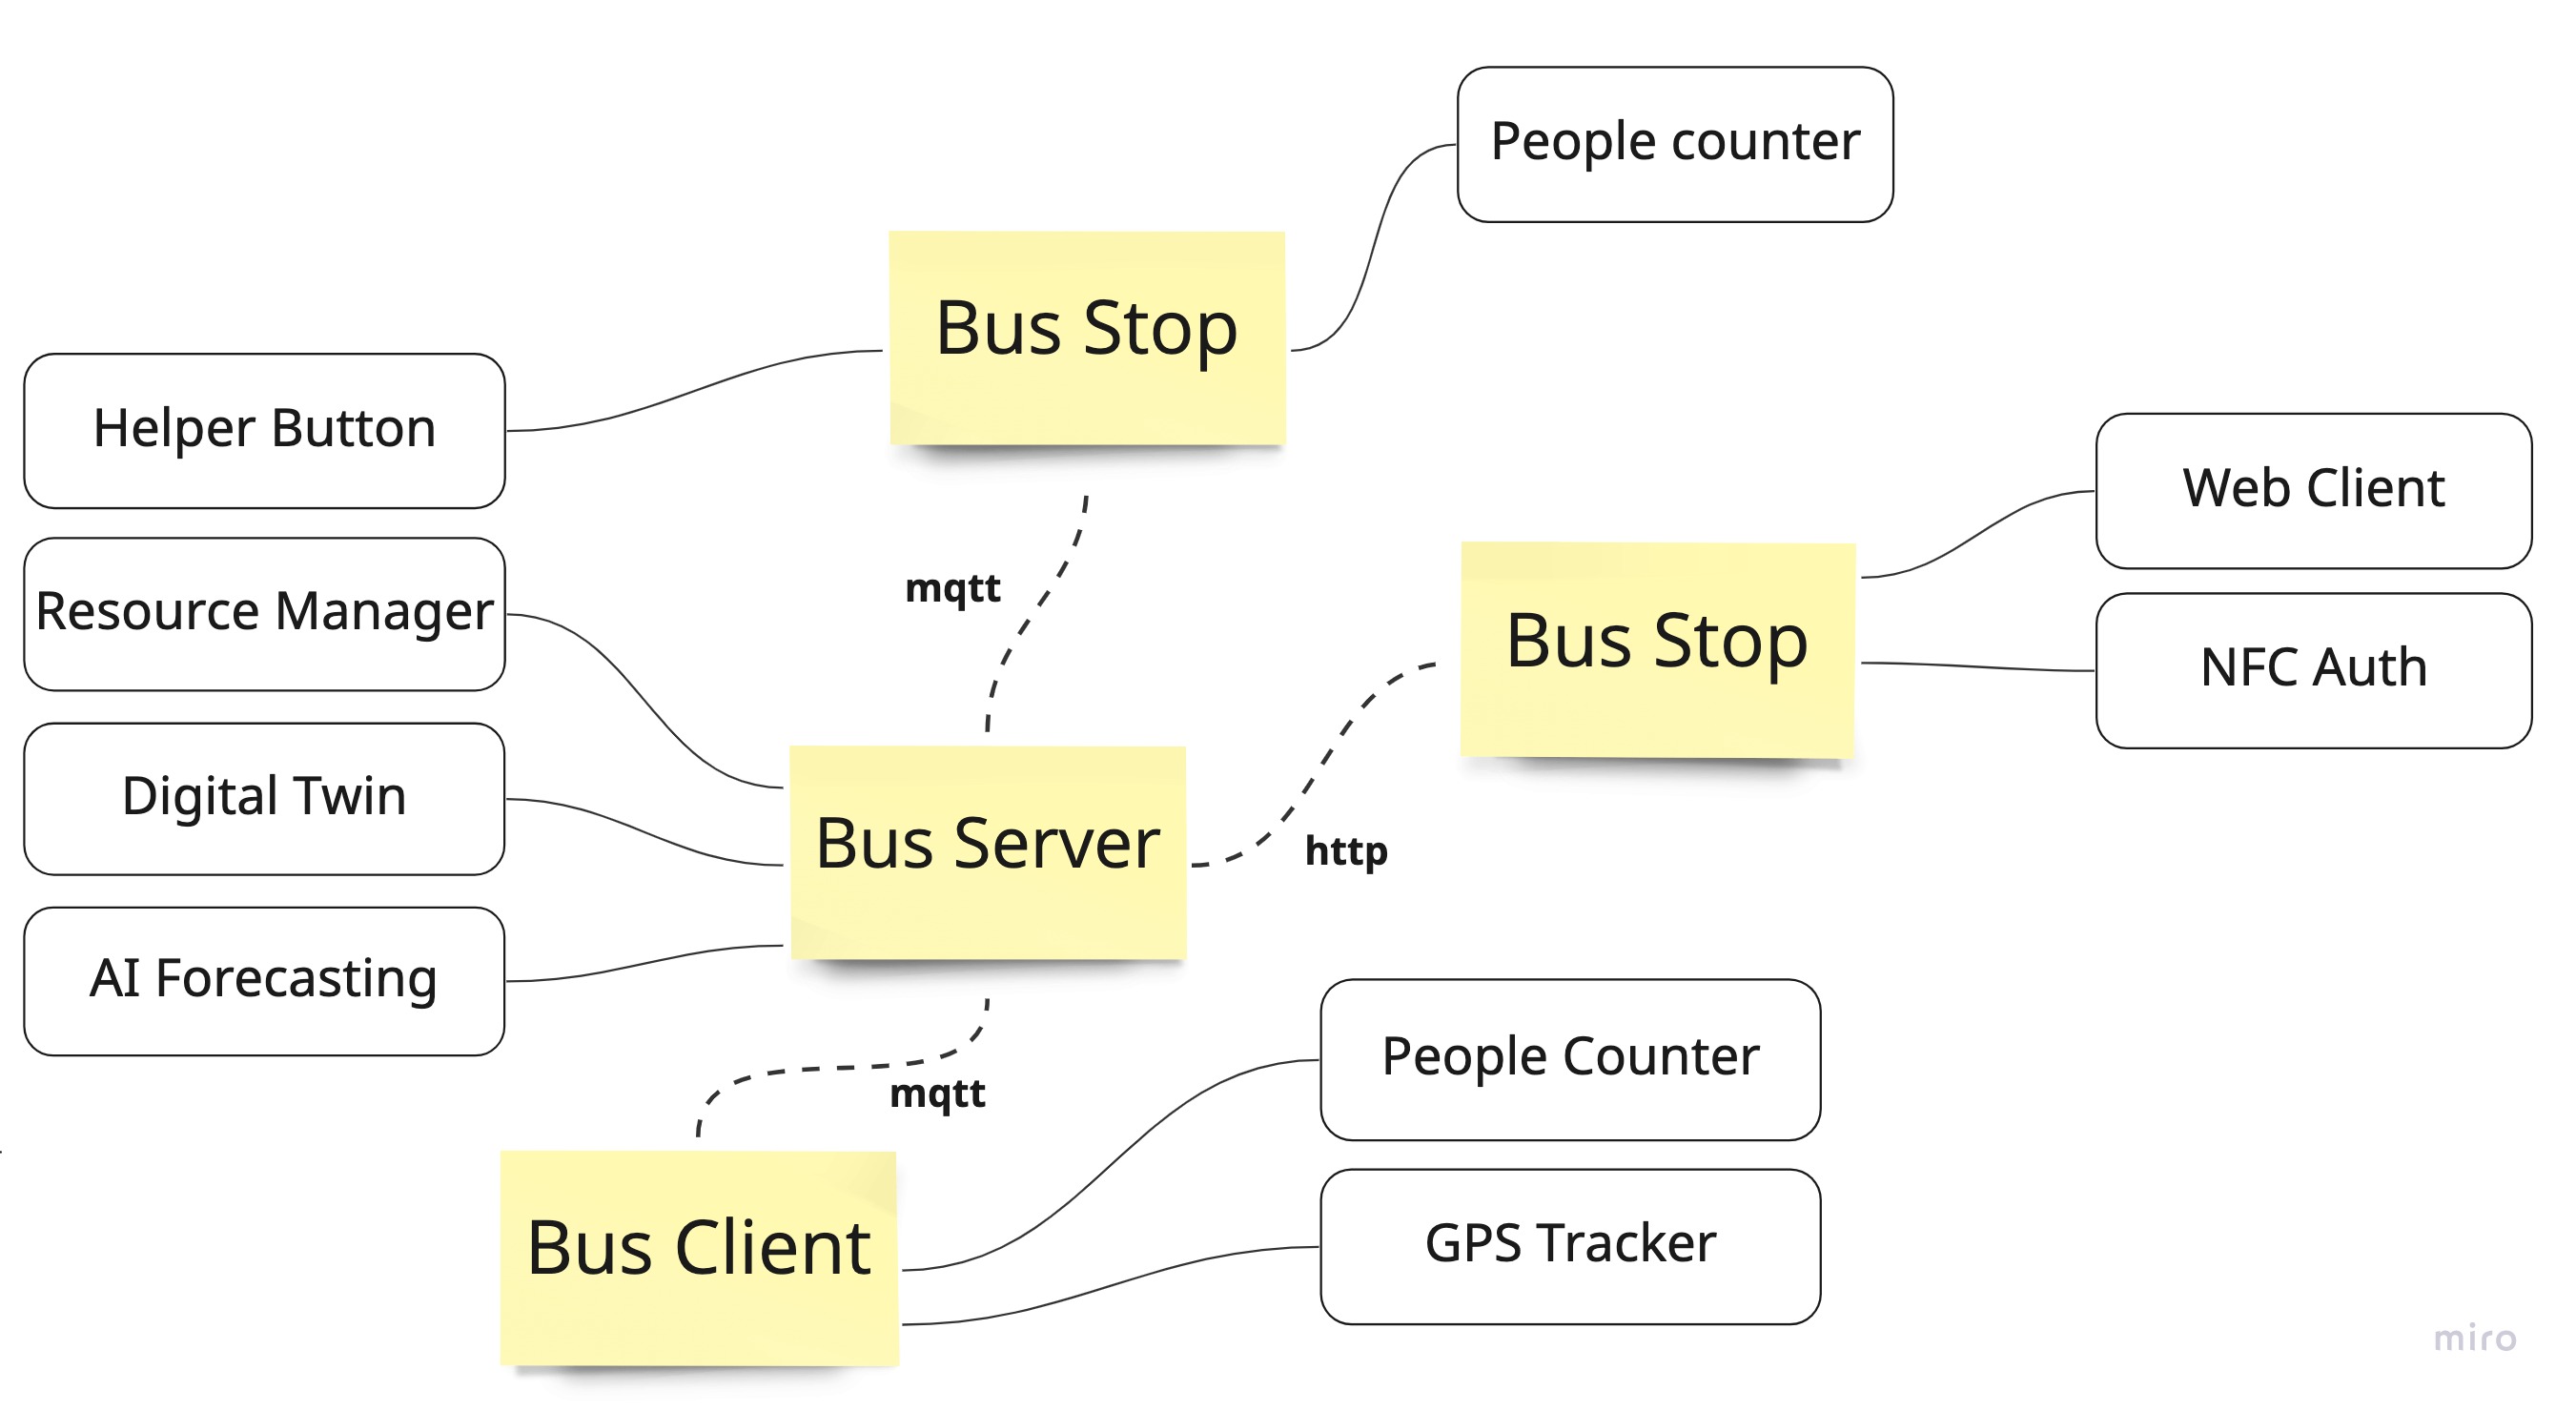 People counter
Bus Stop
Helper Button
Web Client
mqtt
Resource Manager
Bus Stop
NFC Auth
Digital Twin
Bus Server
http
AI Forecasting
People Counter
mqtt
Bus Client
GPS Tracker
miro